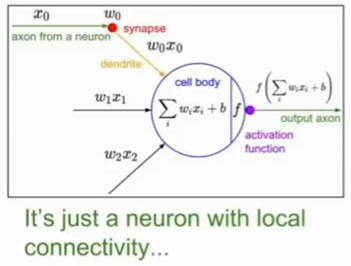 x₀
w₀
axon from a neuron
synapse
w₀x₀
dendrite
cell body
w₁x₁
∑ᵢ wᵢxᵢ + b
f
f(∑ᵢ wᵢxᵢ + b)
output axon
activation
function
w₂x₂
It's just a neuron with local
connectivity...